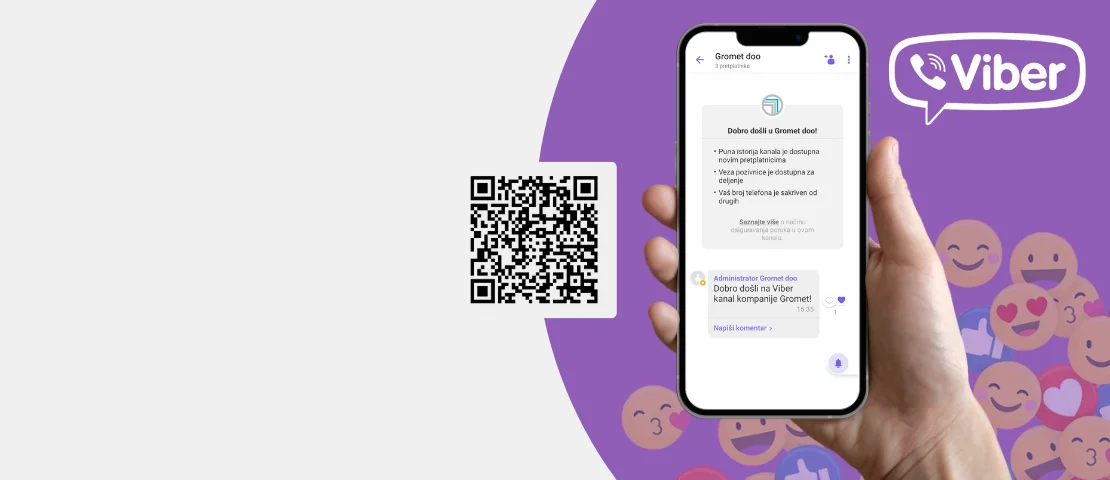 Gromet doo
3 pretplatnika
Viber
Dobro došli u Gromet doo!
• Puna istorija kanala je dostupna
novim pretplatnicima
• Veza pozivnice je dostupna za
deljenje
• Vaš broj telefona je sakriven od
drugih
Saznajte više o načinu
osiguravanja poruka u ovom
kanalu.
Administrator Gromet doo
Dobro došli na Viber
kanal kompanije Gromet!
15:35
1
Napiši komentar >